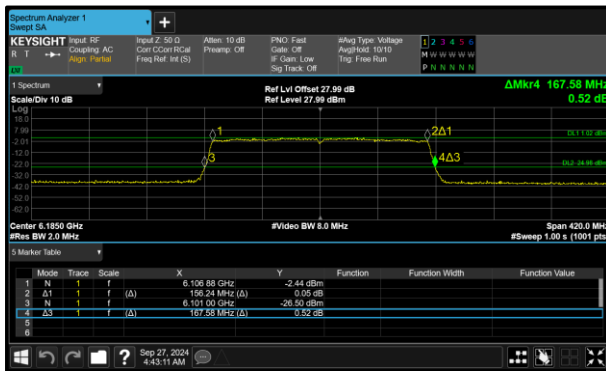 Spectrum Analyzer 1
Swept SA
+
KEYSIGHT Input: RF Input Z: 50 Ω Atten: 10 dB PNO: Fast #Avg Type: Voltage 1 2 3 4 5 6
R T Coupling: AC Corr CCorr RCal Preamp: Off Gate: Off Avg|Hold: 10/10 M W W W W W
Align: Partial Freq Ref: Int (S) IF Gain: Low Trig: Free Run P N N N N N
Sig Track: Off
1 Spectrum
Ref Lvl Offset 27.99 dB ΔMkr4 167.58 MHz
Scale/Div 10 dB Ref Level 27.99 dBm 0.52 dB
Log
18.0
7.99 1 2Δ1 DL1 1.02 dBm
-2.01
-12.0
-22.0 3 4Δ3 DL2 -24.98 dBm
-32.0
-42.0
-52.0
-62.0
Center 6.1850 GHz #Video BW 8.0 MHz Span 420.0 MHz
#Res BW 2.0 MHz #Sweep 1.00 s (1001 pts)
5 Marker Table
Mode Trace Scale X Y Function Function Width Function Value
1 N 1 f 6.106 88 GHz -2.44 dBm
2 Δ1 1 f (Δ) 156.24 MHz (Δ) 0.05 dB
3 N 1 f 6.101 00 GHz -26.50 dBm
4 Δ3 1 f (Δ) 167.58 MHz (Δ) 0.52 dB
5
6
? Sep 27, 2024
4:43:11 AM